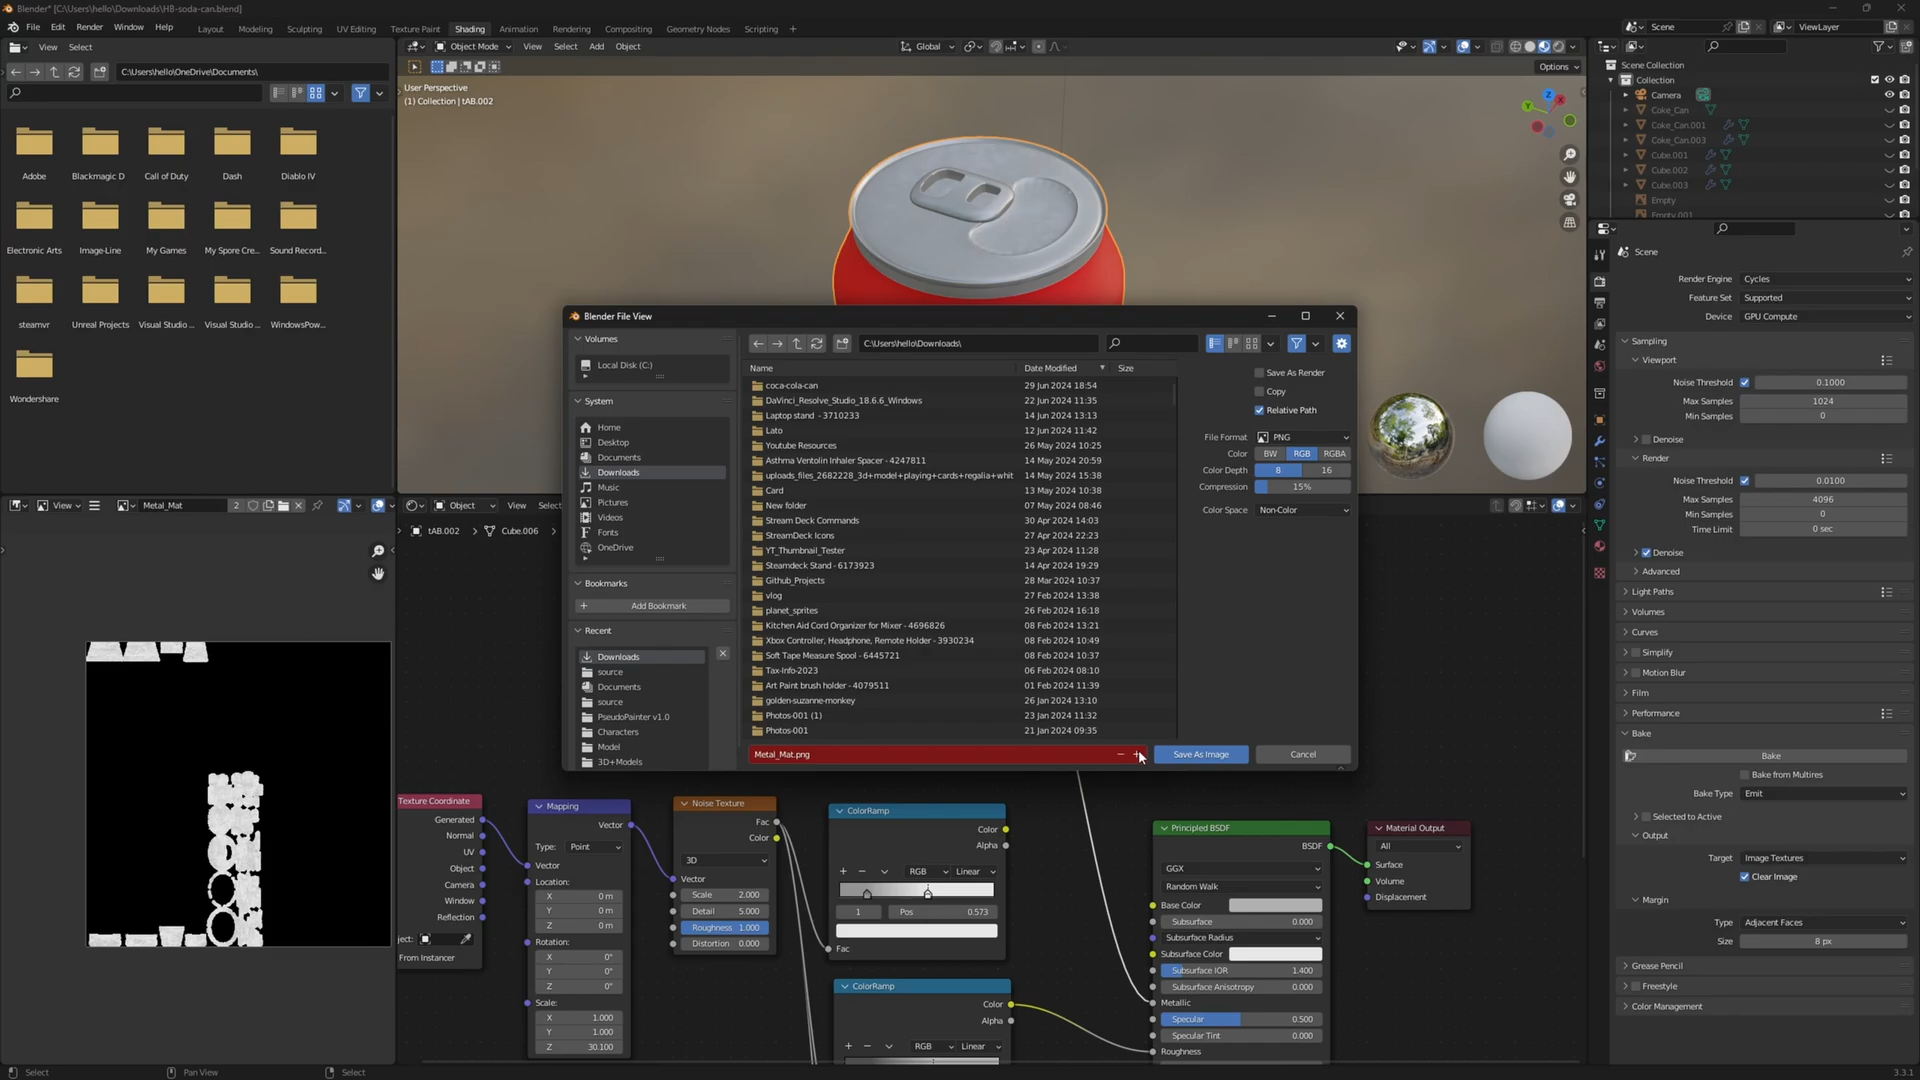 Blender* [C:\Users\hello\Downloads\HB-soda-can.blend]
File Edit Render Window Help
Layout Modeling Sculpting UV Editing Texture Paint Shading Animation Rendering Compositing Geometry Nodes Scripting +
Scene
ViewLayer
View Select
C:\Users\hello\OneDrive\Documents\
Adobe
Blackmagic D
Call of Duty
Dash
Diablo IV
Electronic Arts
Image-Line
My Games
My Spore Cre...
Sound Record...
steamvr
Unreal Projects
Visual Studio ...
Visual Studio ...
WindowsPow...
Wondershare
Object Mode View Select Add Object
Global
Options
User Perspective
(1) Collection | tAB.002
Z
X
Y
Scene Collection
Collection
Camera
Coke_Can
Coke_Can.001
Coke_Can.003
Cube.001
Cube.002
Cube.003
Empty
Empty.001
Blender File View
Volumes
Local Disk (C:)
System
Home
Desktop
Documents
Downloads
Music
Pictures
Videos
Fonts
OneDrive
Bookmarks
Add Bookmark
Recent
Downloads
source
Documents
source
PseudoPainter v1.0
Characters
Model
3D+Models
C:\Users\hello\Downloads\
Name Date Modified Size
coca-cola-can 29 Jun 2024 18:54
DaVinci_Resolve_Studio_18.6.6_Windows 22 Jun 2024 11:35
Laptop stand - 3710233 14 Jun 2024 13:13
Lato 12 Jun 2024 11:42
Youtube Resources 26 May 2024 10:25
Asthma Ventolin Inhaler Spacer - 4247811 14 May 2024 20:59
uploads_files_2682228_3d+model+playing+cards+regalia+whit 14 May 2024 15:38
Card 13 May 2024 10:38
New folder 07 May 2024 08:46
Stream Deck Commands 30 Apr 2024 14:03
StreamDeck Icons 27 Apr 2024 22:23
YT_Thumbnail_Tester 23 Apr 2024 11:28
Steamdeck Stand - 6173923 14 Apr 2024 19:29
Github_Projects 28 Mar 2024 10:37
vlog 27 Feb 2024 13:38
planet_sprites 26 Feb 2024 16:18
Kitchen Aid Cord Organizer for Mixer - 4696826 08 Feb 2024 13:21
Xbox Controller, Headphone, Remote Holder - 3930234 08 Feb 2024 10:49
Soft Tape Measure Spool - 6445721 08 Feb 2024 10:37
Tax-Info-2023 06 Feb 2024 08:10
Art Paint brush holder - 4079511 01 Feb 2024 11:39
golden-suzanne-monkey 26 Jan 2024 13:10
Photos-001 (1) 23 Jan 2024 11:32
Photos-001 21 Jan 2024 09:35
Metal_Mat.png
Save As Image
Cancel
Save As Render
Copy
Relative Path
File Format PNG
Color BW RGB RGBA
Color Depth 8 16
Compression 15%
Color Space Non-Color
View
Metal_Mat
2
Object View Select
tAB.002 Cube.006
Texture Coordinate
Generated
Normal
UV
Object
Camera
Window
Reflection
ject:
From Instancer
Mapping
Vector
Type: Point
Vector
Location:
X 0 m
Y 0 m
Z 0 m
Rotation:
X 0°
Y 0°
Z 0°
Scale:
X 1.000
Y 1.000
Z 30.100
Noise Texture
Fac
Color
3D
Vector
Scale 2.000
Detail 5.000
Roughness 1.000
Distortion 0.000
ColorRamp
Color
Alpha
RGB Linear
1 Pos 0.573
Fac
ColorRamp
Color
Alpha
RGB Linear
Principled BSDF
BSDF
GGX
Random Walk
Base Color
Subsurface 0.000
Subsurface Radius
Subsurface Color
Subsurface IOR 1.400
Subsurface Anisotropy 0.000
Metallic
Specular 0.500
Specular Tint 0.000
Roughness
Material Output
All
Surface
Volume
Displacement
Scene
Render Engine Cycles
Feature Set Supported
Device GPU Compute
Sampling
Viewport
Noise Threshold 0.1000
Max Samples 1024
Min Samples 0
Denoise
Render
Noise Threshold 0.0100
Max Samples 4096
Min Samples 0
Time Limit 0 sec
Denoise
Advanced
Light Paths
Volumes
Curves
Simplify
Motion Blur
Film
Performance
Bake
Bake
Bake from Multires
Bake Type Emit
Selected to Active
Output
Target Image Textures
Clear Image
Margin
Type Adjacent Faces
Size 8 px
Grease Pencil
Freestyle
Color Management
Select
Pan View
Select
3.3.1